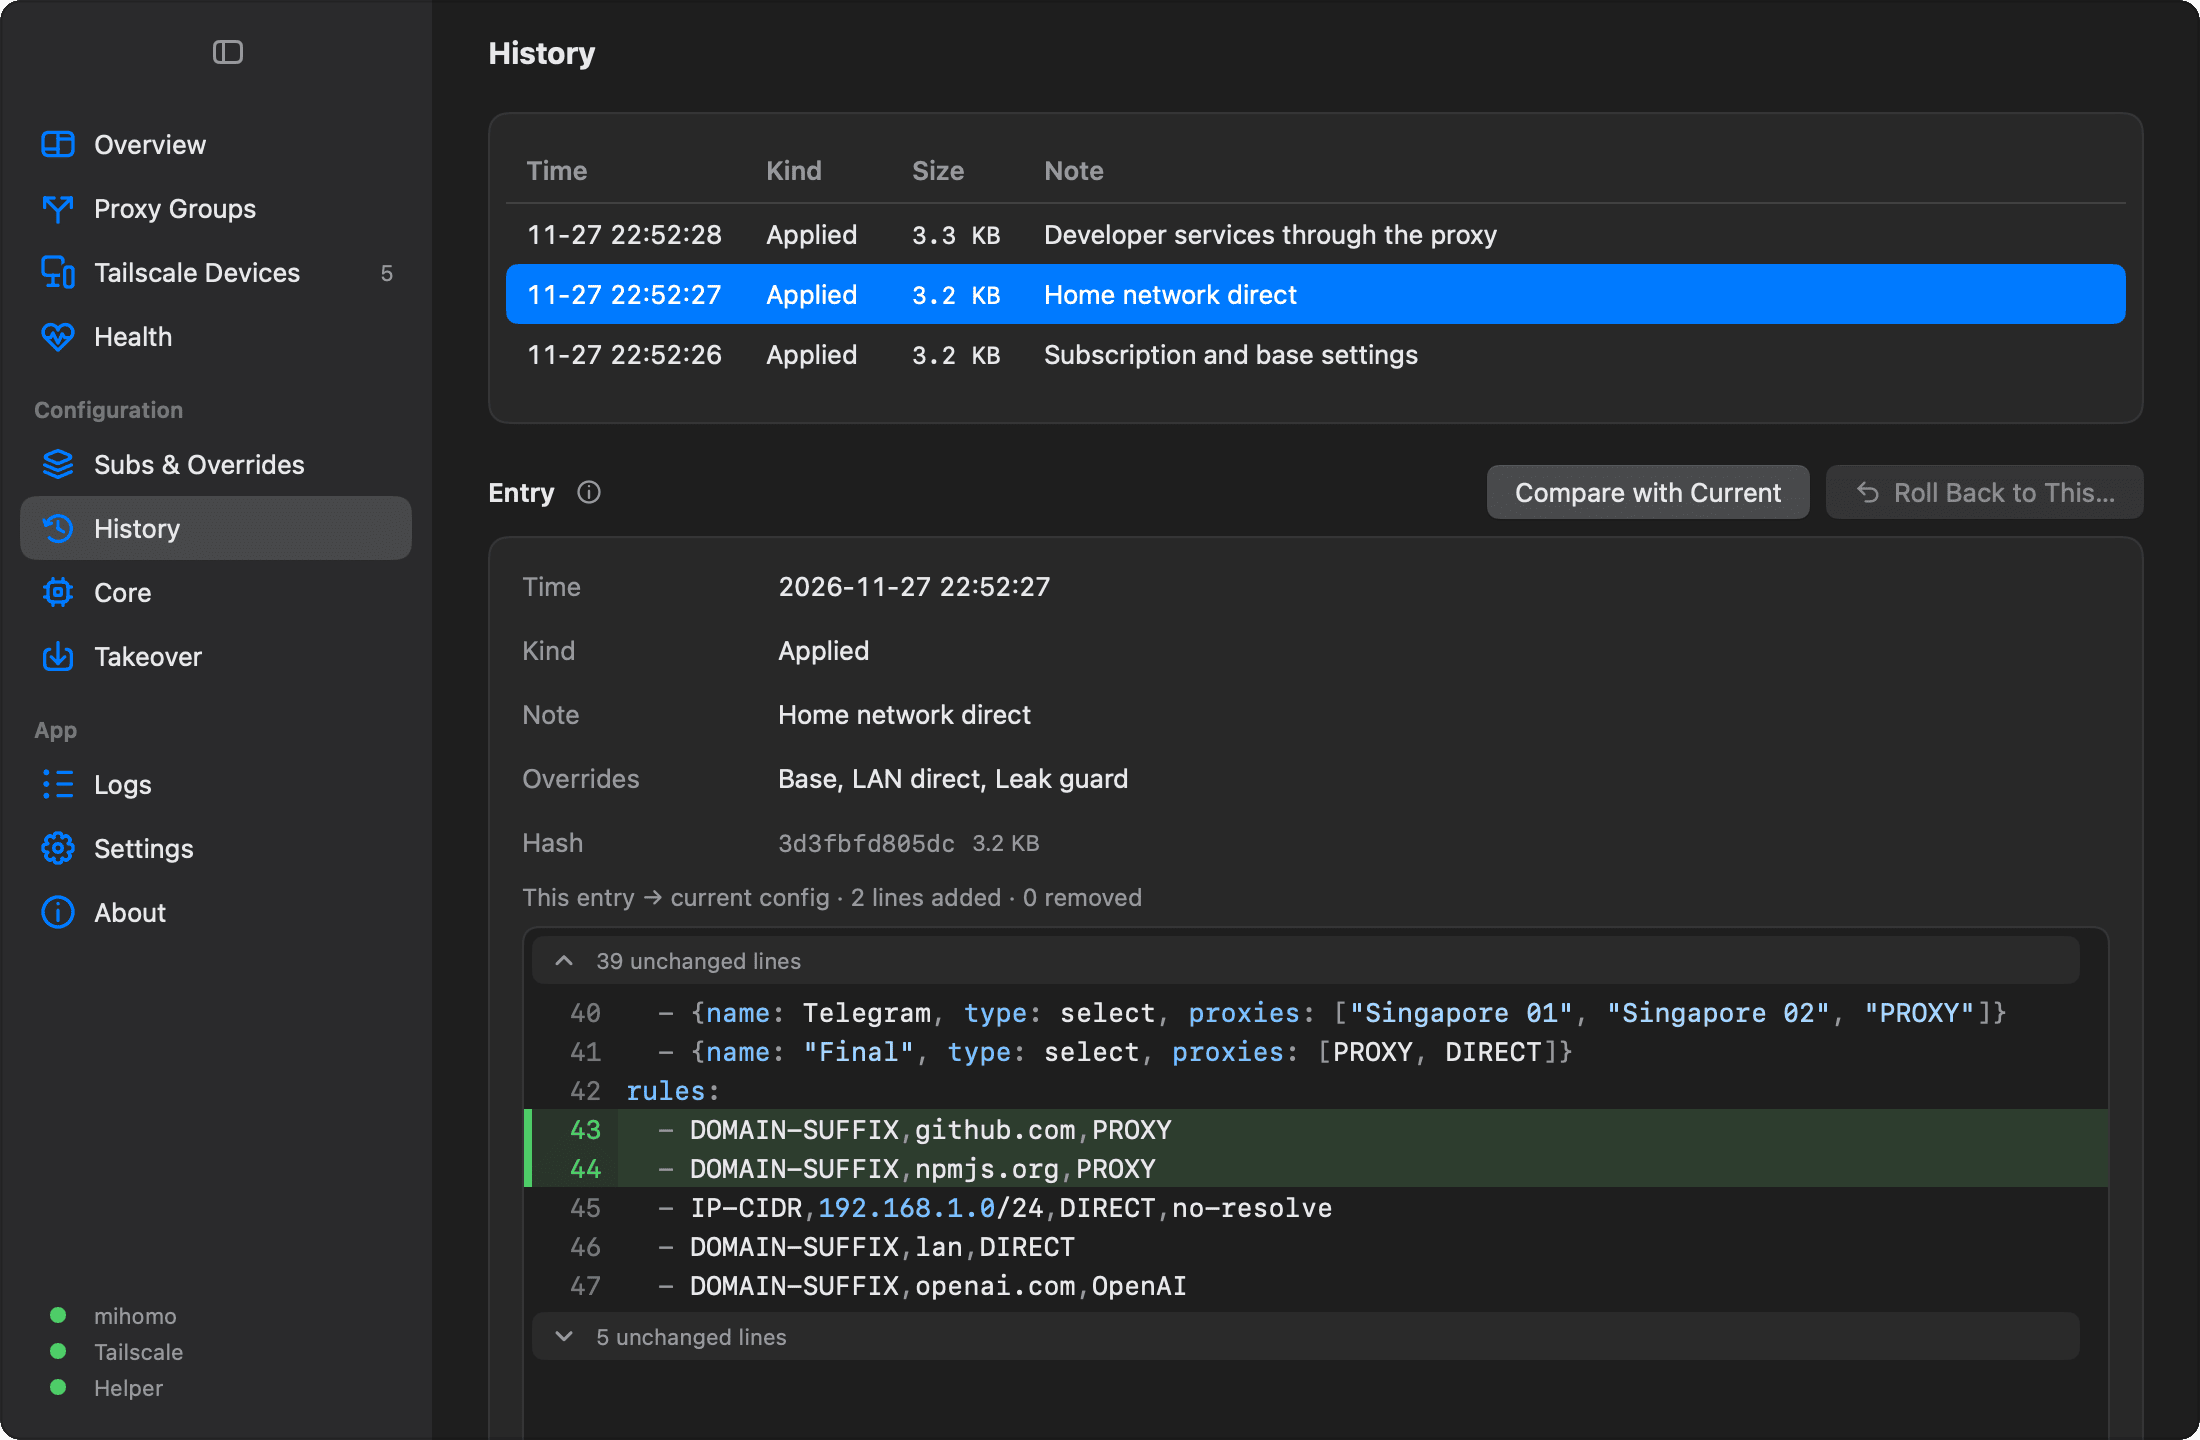 Overview
Proxy Groups
Tailscale Devices 5
Health
Configuration
Subs & Overrides
History
Core
Takeover
App
Logs
Settings
About
mihomo
Tailscale
Helper
History
Time Kind Size Note
11-27 22:52:28 Applied 3.3 KB Developer services through the proxy
11-27 22:52:27 Applied 3.2 KB Home network direct
11-27 22:52:26 Applied 3.2 KB Subscription and base settings
Entry
Compare with Current
Roll Back to This...
Time 2026-11-27 22:52:27
Kind Applied
Note Home network direct
Overrides Base, LAN direct, Leak guard
Hash 3d3fbfd805dc 3.2 KB
This entry → current config · 2 lines added · 0 removed
39 unchanged lines
40 - {name: Telegram, type: select, proxies: ["Singapore 01", "Singapore 02", "PROXY"]}
41 - {name: "Final", type: select, proxies: [PROXY, DIRECT]}
42 rules:
43 - DOMAIN-SUFFIX,github.com,PROXY
44 - DOMAIN-SUFFIX,npmjs.org,PROXY
45 - IP-CIDR,192.168.1.0/24,DIRECT,no-resolve
46 - DOMAIN-SUFFIX,lan,DIRECT
47 - DOMAIN-SUFFIX,openai.com,OpenAI
5 unchanged lines